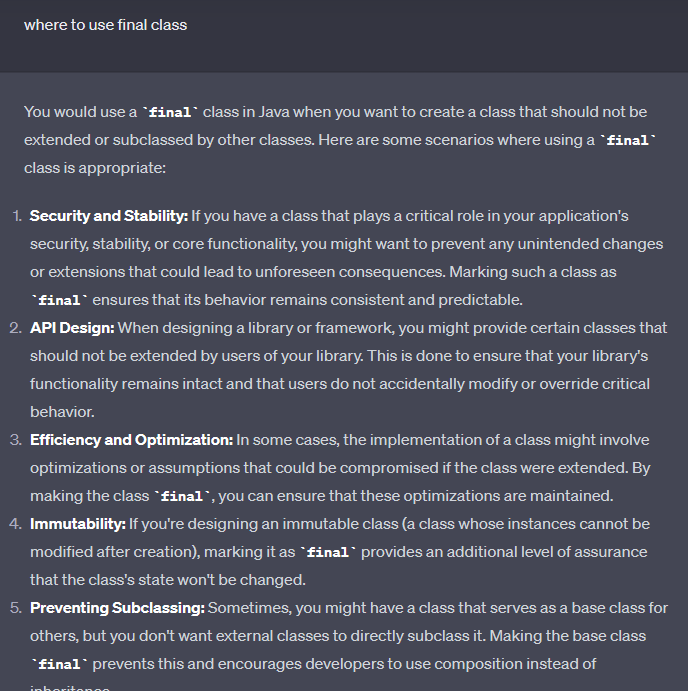 where to use final class
You would use a `final` class in Java when you want to create a class that should not be
extended or subclassed by other classes. Here are some scenarios where using a `final`
class is appropriate:
1. Security and Stability: If you have a class that plays a critical role in your application's
security, stability, or core functionality, you might want to prevent any unintended changes
or extensions that could lead to unforeseen consequences. Marking such a class as
`final` ensures that its behavior remains consistent and predictable.
2. API Design: When designing a library or framework, you might provide certain classes that
should not be extended by users of your library. This is done to ensure that your library's
functionality remains intact and that users do not accidentally modify or override critical
behavior.
3. Efficiency and Optimization: In some cases, the implementation of a class might involve
optimizations or assumptions that could be compromised if the class were extended. By
making the class `final`, you can ensure that these optimizations are maintained.
4. Immutability: If you're designing an immutable class (a class whose instances cannot be
modified after creation), marking it as `final` provides an additional level of assurance
that the class's state won't be changed.
5. Preventing Subclassing: Sometimes, you might have a class that serves as a base class for
others, but you don't want external classes to directly subclass it. Making the base class
`final` prevents this and encourages developers to use composition instead of
inheritance.